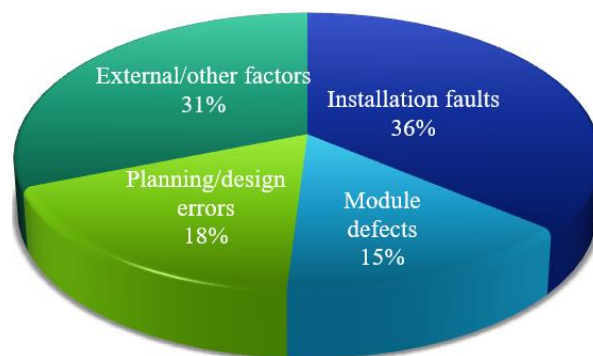 External/other factors
31%
Installation faults
36%
Planning/design
errors
18%
Module
defects
15%